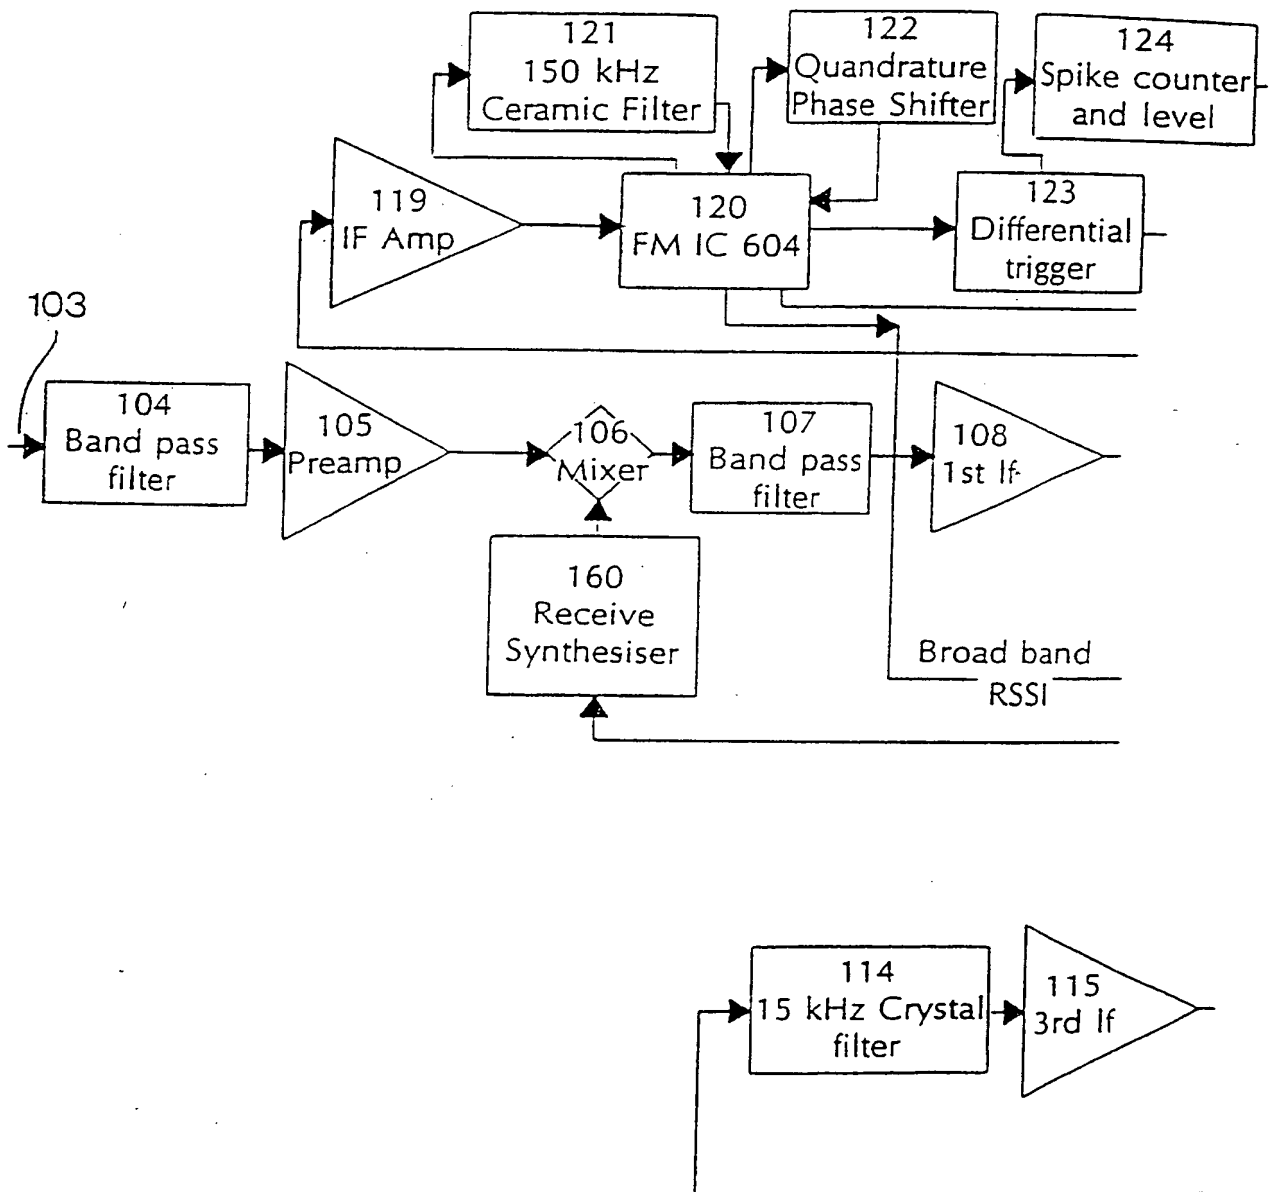 121
150 kHz
Ceramic Filter
122
Quandrature
Phase Shifter
124
Spike counter
and level
119
IF Amp
120
FM IC 604
123
Differential
trigger
103
104
Band pass
filter
105
Preamp
106
Mixer
107
Band pass
filter
108
1st If
160
Receive
Synthesiser
Broad band
RSSI
114
15 kHz Crystal
filter
115
3rd If